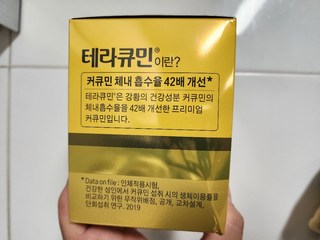 테라큐민®이란?
커큐민 체내 흡수율 42배 개선*
테라큐민®은 강황의 건강성분 커큐민의
체내흡수율을 42배 개선한 프리미엄
커큐민입니다.
*Data on file : 인체적용시험,
건강한 성인에서 커큐민 섭취 시의 생체이용률을
비교하기 위한 무작위배정, 공개, 교차설계,
단회섭취 연구. 2019